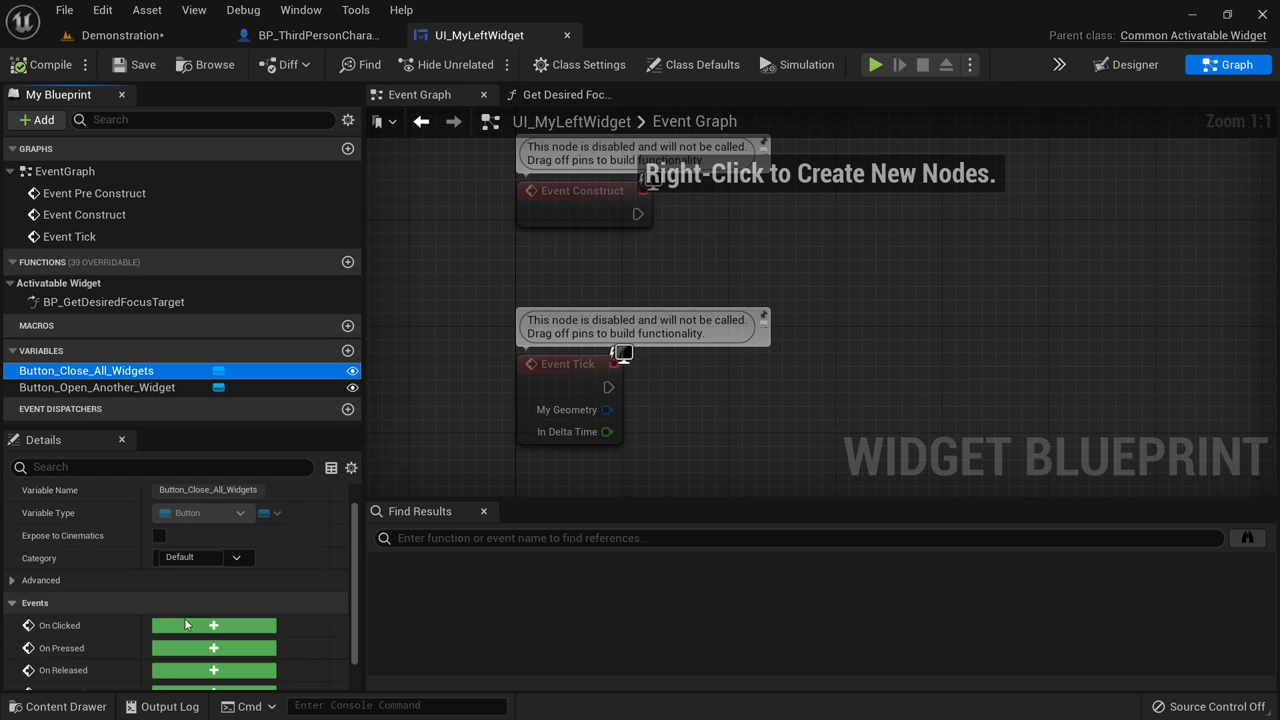 File Edit Asset View Debug Window Tools Help
Demonstration* BP_ThirdPersonChara... UI_MyLeftWidget Parent class: Common Activatable Widget
Compile Save Browse Diff Find Hide Unrelated Class Settings Class Defaults Simulation Designer Graph
My Blueprint
Add Search
GRAPHS
EventGraph
Event Pre Construct
Event Construct
Event Tick
FUNCTIONS (39 OVERRIDABLE)
Activatable Widget
BP_GetDesiredFocusTarget
MACROS
VARIABLES
Button_Close_All_Widgets
Button_Open_Another_Widget
EVENT DISPATCHERS
Details
Search
Variable Name Button_Close_All_Widgets
Variable Type Button
Expose to Cinematics
Category Default
Advanced
Events
On Clicked
On Pressed
On Released
Event Graph Get Desired Foc...
UI_MyLeftWidget > Event Graph Zoom 1:1
This node is disabled and will not be called.
Drag off pins to build functionality.
Right-Click to Create New Nodes.
Event Construct
This node is disabled and will not be called.
Drag off pins to build functionality.
Event Tick
My Geometry
In Delta Time
WIDGET BLUEPRINT
Find Results
Enter function or event name to find references...
Content Drawer Output Log Cmd Enter Console Command Source Control Off